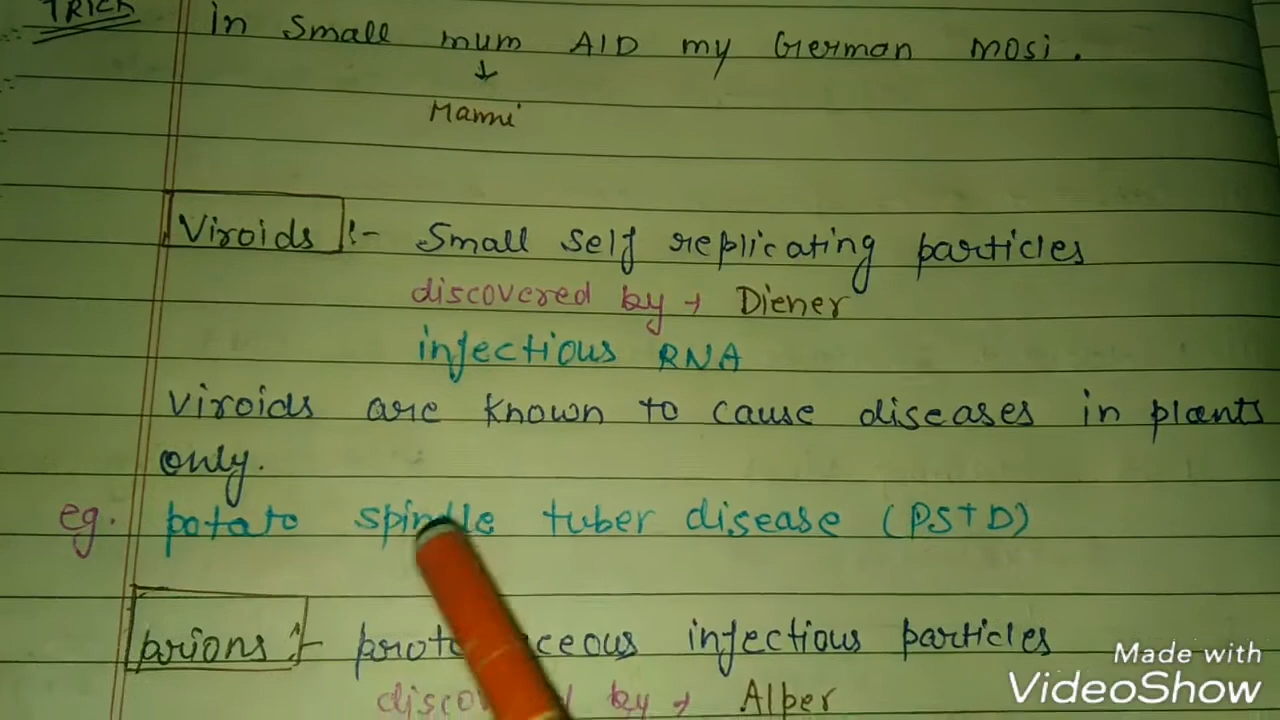 TRICK in small mum AID my German mosi.
Mami
Viroids :- Small self replicating particles
discovered by → Diener
infectious RNA
Viroids are known to cause diseases in plants
only.
eg. potato spindle tuber disease (PSTD)
prions :- aceous infectious particles
by → Alper
Made with
VideoShow